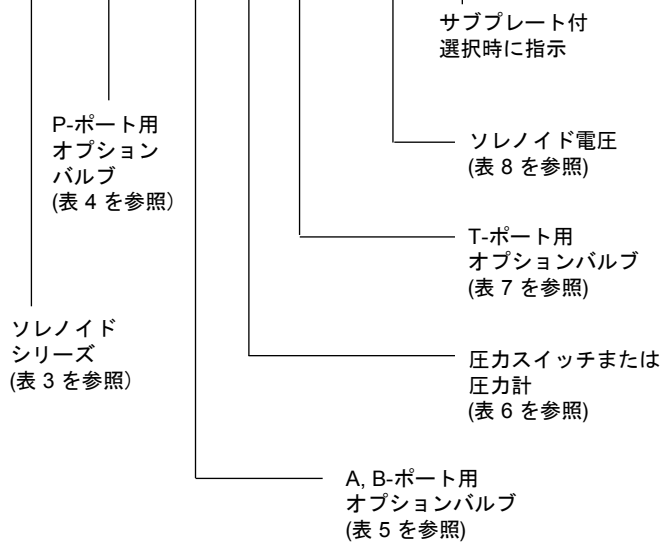 サブプレート付
選択時に指示
P-ポート用
オプション
バルブ
(表 4 を参照）
ソレノイド電圧
(表 8 を参照)
T-ポート用
オプションバルブ
(表 7 を参照)
ソレノイド
シリーズ
(表 3 を参照）
圧力スイッチまたは
圧力計
(表 6 を参照)
A, B-ポート用
オプションバルブ
(表 5 を参照)